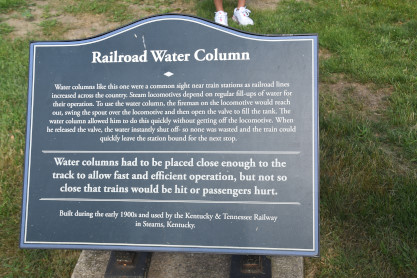 Railroad Water Column
Water columns like this one were a common sight near train stations as railroad lines
increased across the country. Steam locomotives depend on regular fill-ups of water for
their operation. To use the water column, the fireman on the locomotive would reach
out, swing the spout over the locomotive and then open the valve to fill the tank. The
water column allowed him to do this quickly without getting off the locomotive. When
he released the valve, the water instantly shut off- so none was wasted and the train could
quickly leave the station bound for the next stop.
Water columns had to be placed close enough to the
track to allow fast and efficient operation, but not so
close that trains would be hit or passengers hurt.
Built during the early 1900s and used by the Kentucky & Tennessee Railway
in Stearns, Kentucky.